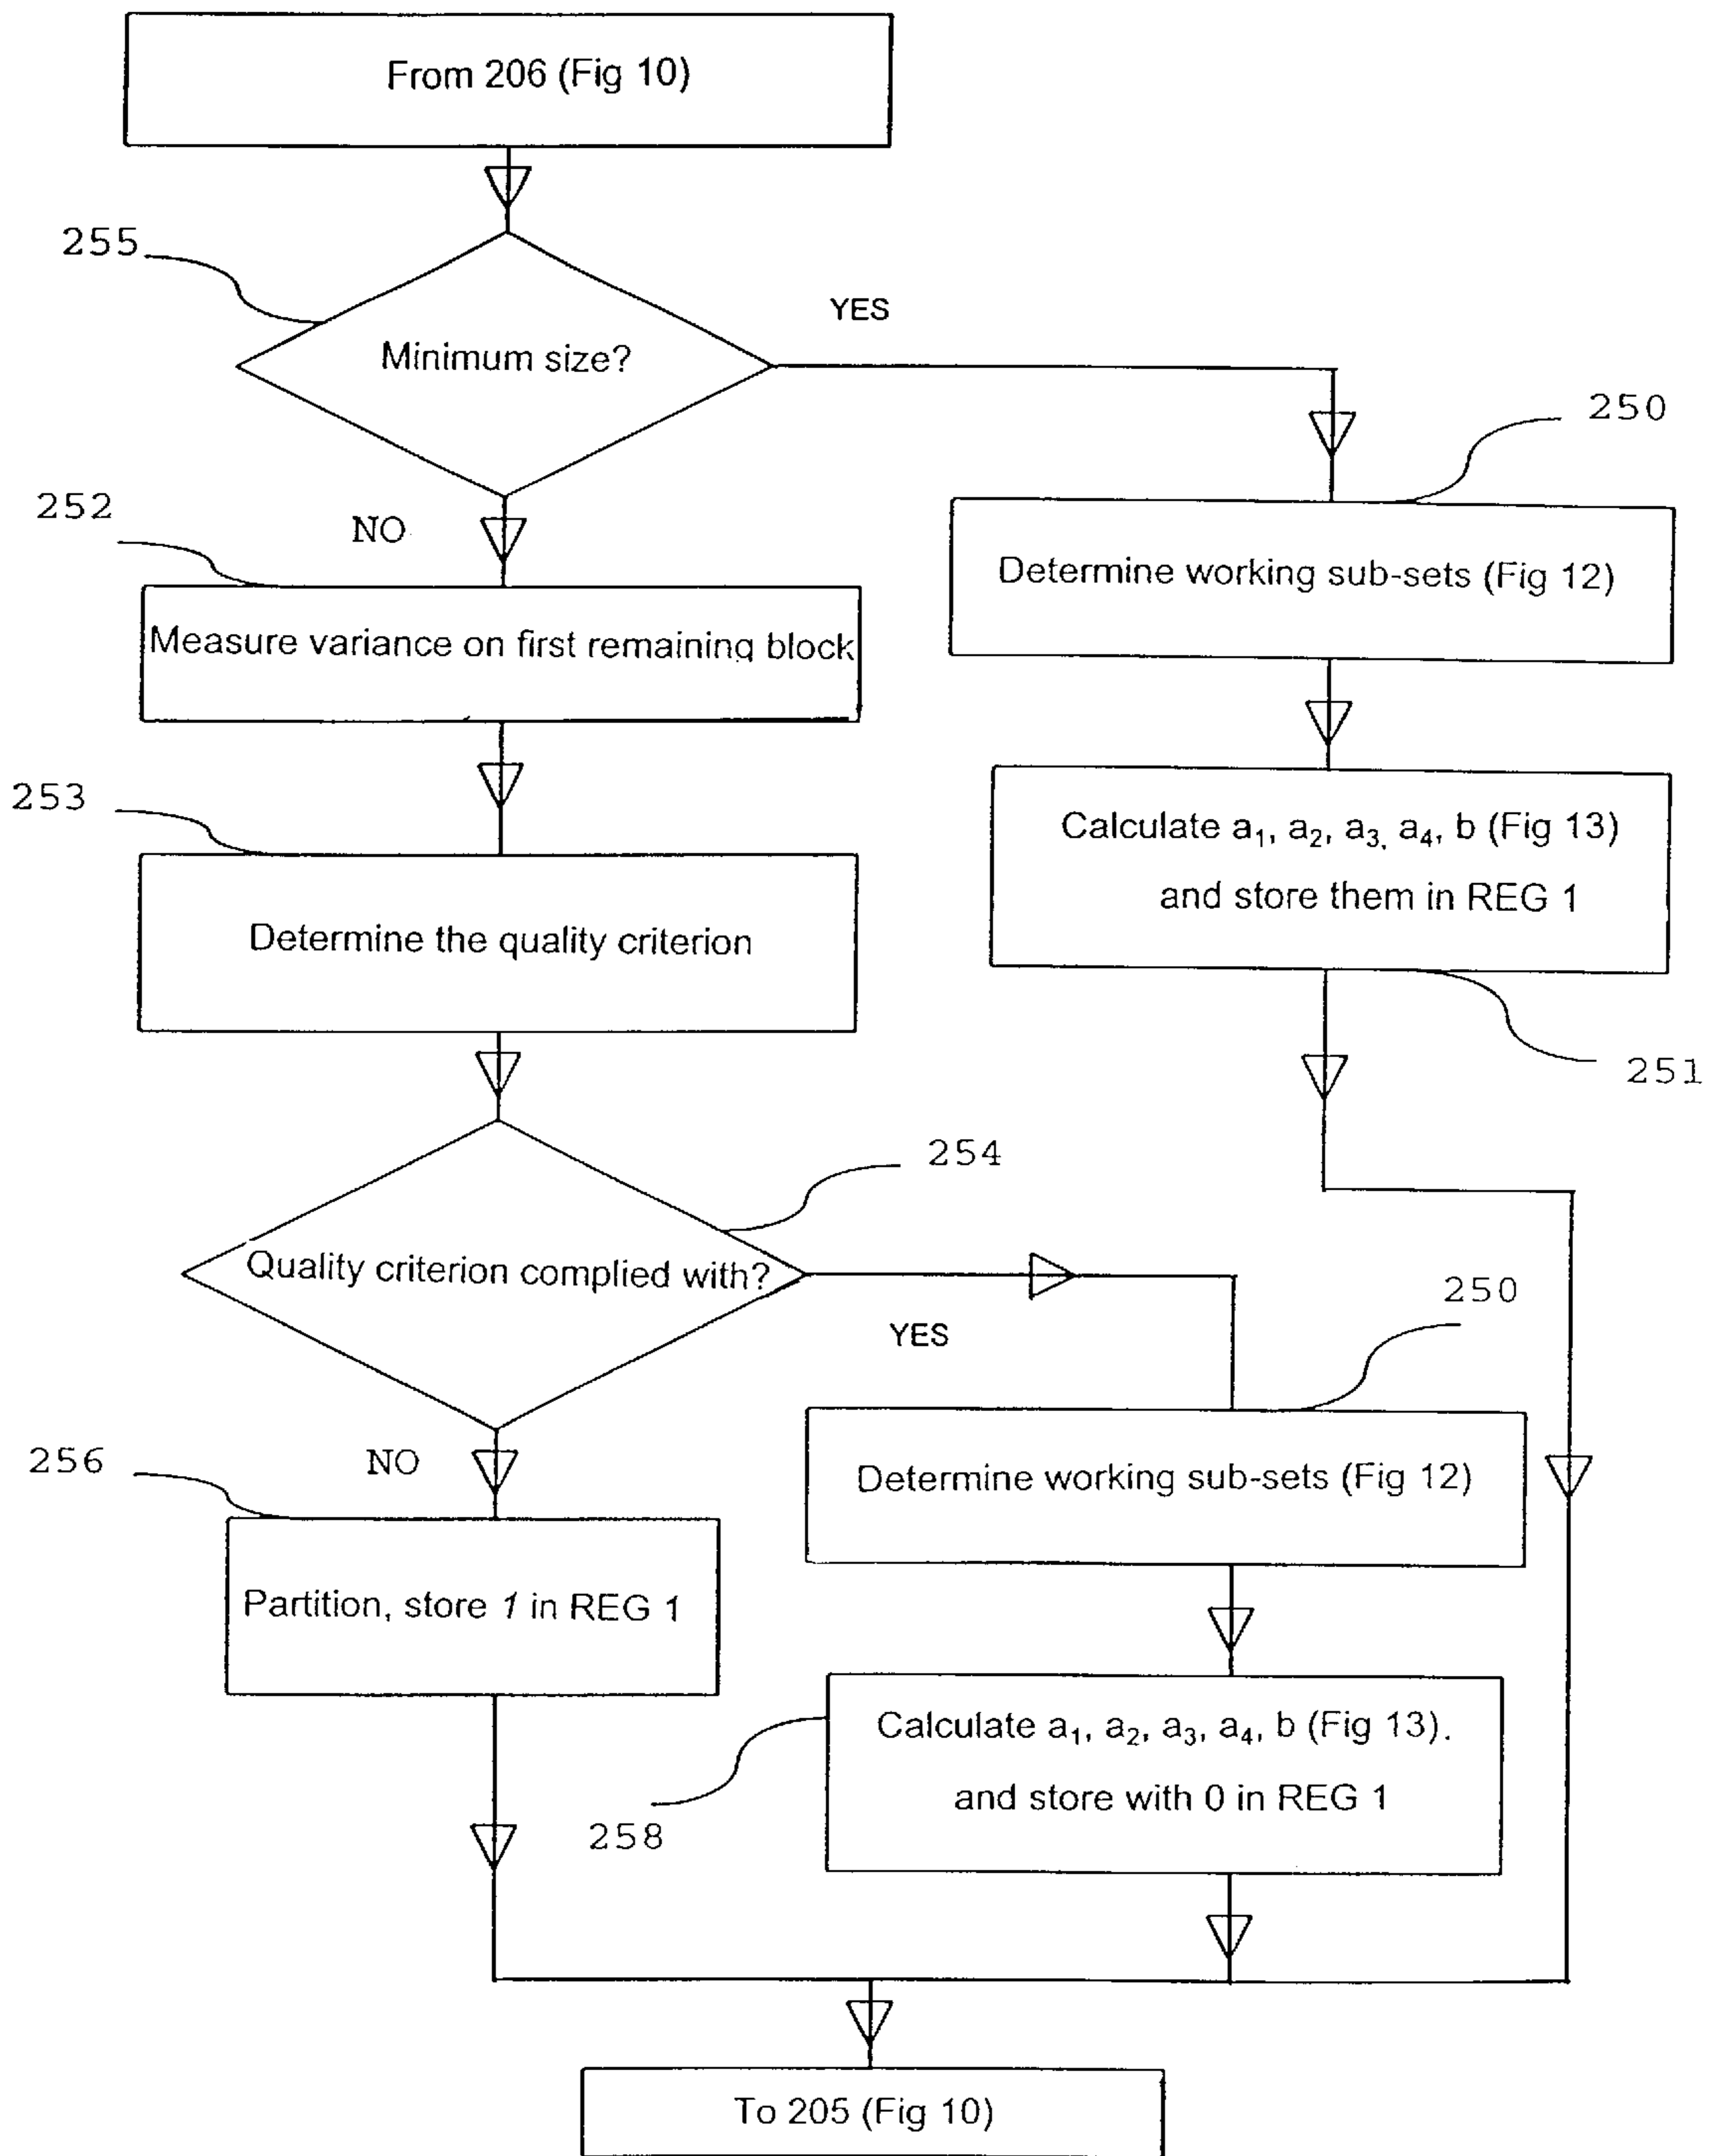 From 206 (Fig 10)
255
YES
Minimum size?
250
252
NO
Determine working sub-sets (Fig 12)
Measure variance on first remaining block
253
Calculate a₁, a₂, a₃, a₄, b (Fig 13)
and store them in REG 1
Determine the quality criterion
251
254
Quality criterion complied with?
250
YES
256
NO
Determine working sub-sets (Fig 12)
Partition, store 1 in REG 1
Calculate a₁, a₂, a₃, a₄, b (Fig 13).
and store with 0 in REG 1
258
To 205 (Fig 10)